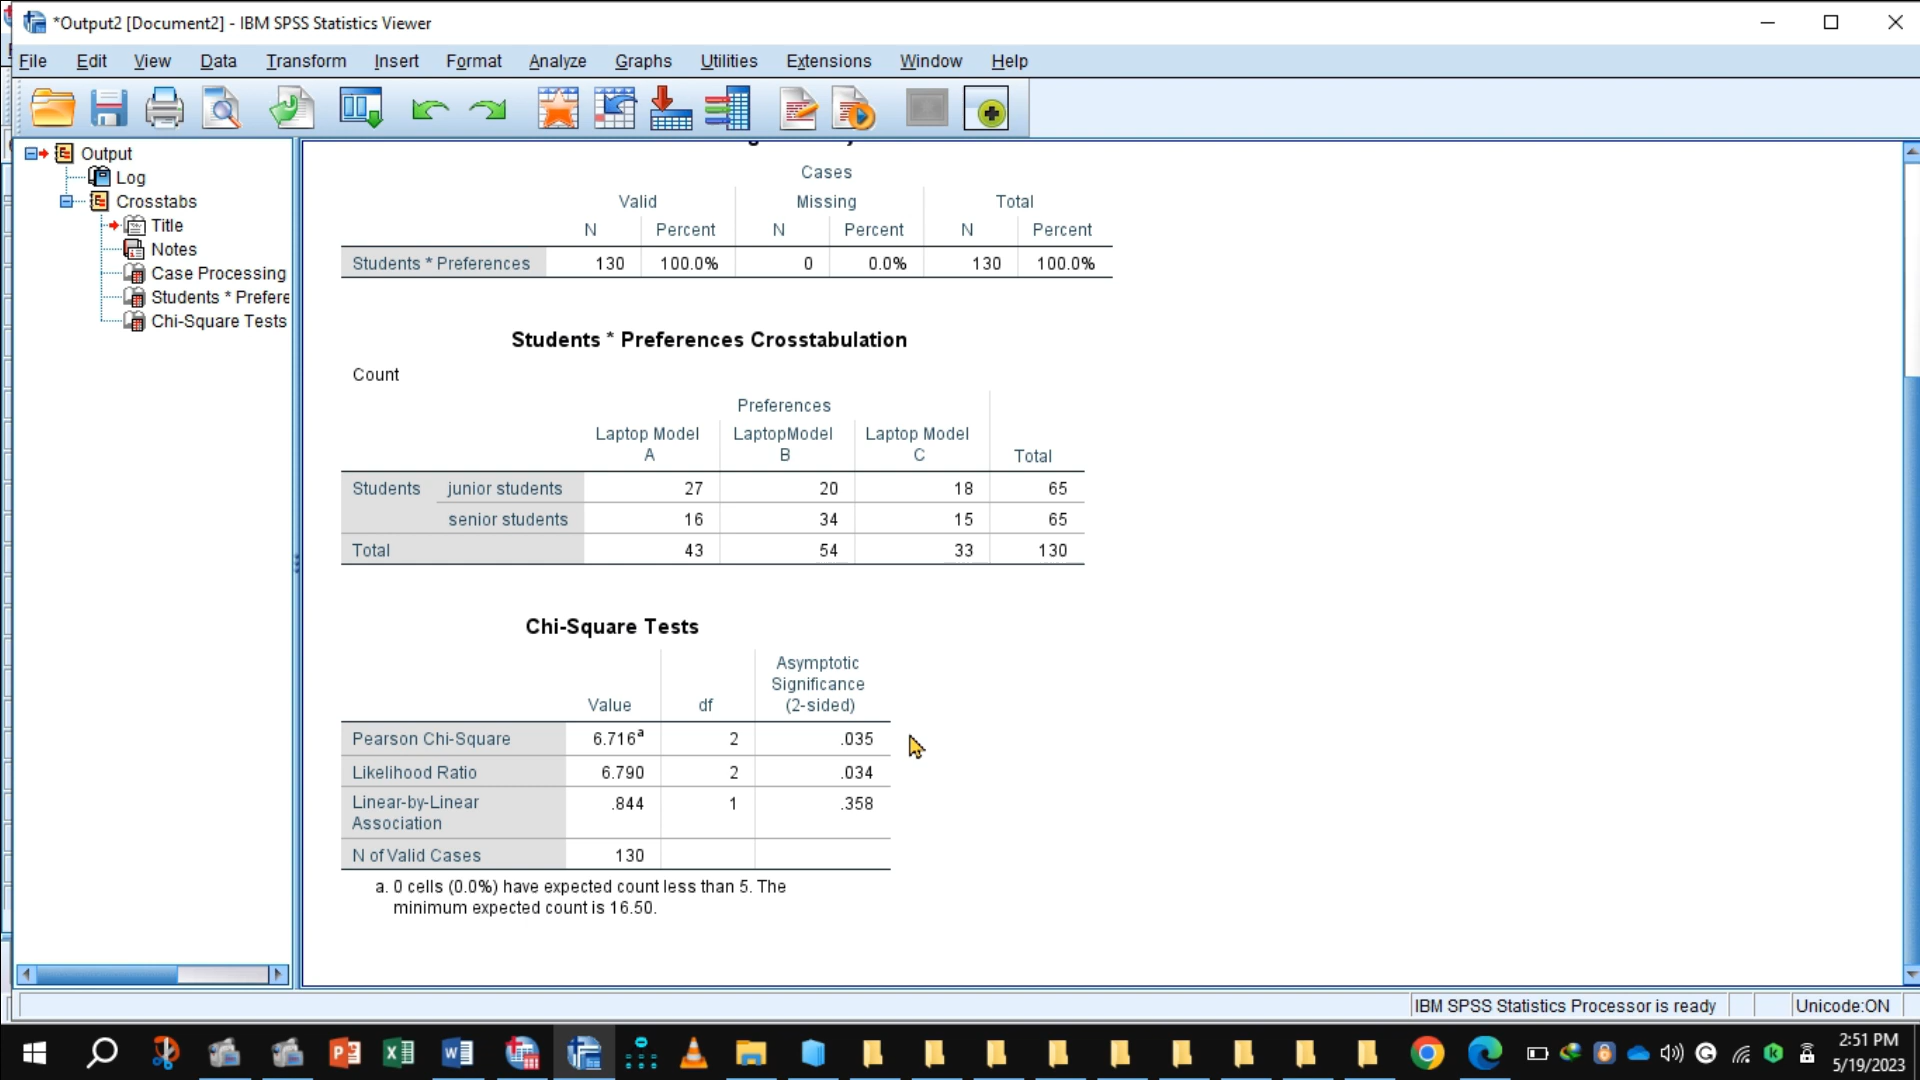 *Output2 [Document2] - IBM SPSS Statistics Viewer
File Edit View Data Transform Insert Format Analyze Graphs Utilities Extensions Window Help
Output
Log
Crosstabs
Title
Notes
Case Processing
Students * Prefere
Chi-Square Tests
Cases
Valid Missing Total
N Percent N Percent N Percent
Students * Preferences 130 100.0% 0 0.0% 130 100.0%
Students * Preferences Crosstabulation
Count
Preferences
Laptop Model A LaptopModel B Laptop Model C Total
Students junior students 27 20 18 65
senior students 16 34 15 65
Total 43 54 33 130
Chi-Square Tests
Value df Asymptotic Significance (2-sided)
Pearson Chi-Square 6.716a 2 .035
Likelihood Ratio 6.790 2 .034
Linear-by-Linear Association .844 1 .358
N of Valid Cases 130
a. 0 cells (0.0%) have expected count less than 5. The
minimum expected count is 16.50.
IBM SPSS Statistics Processor is ready Unicode:ON
2:51 PM
5/19/2023